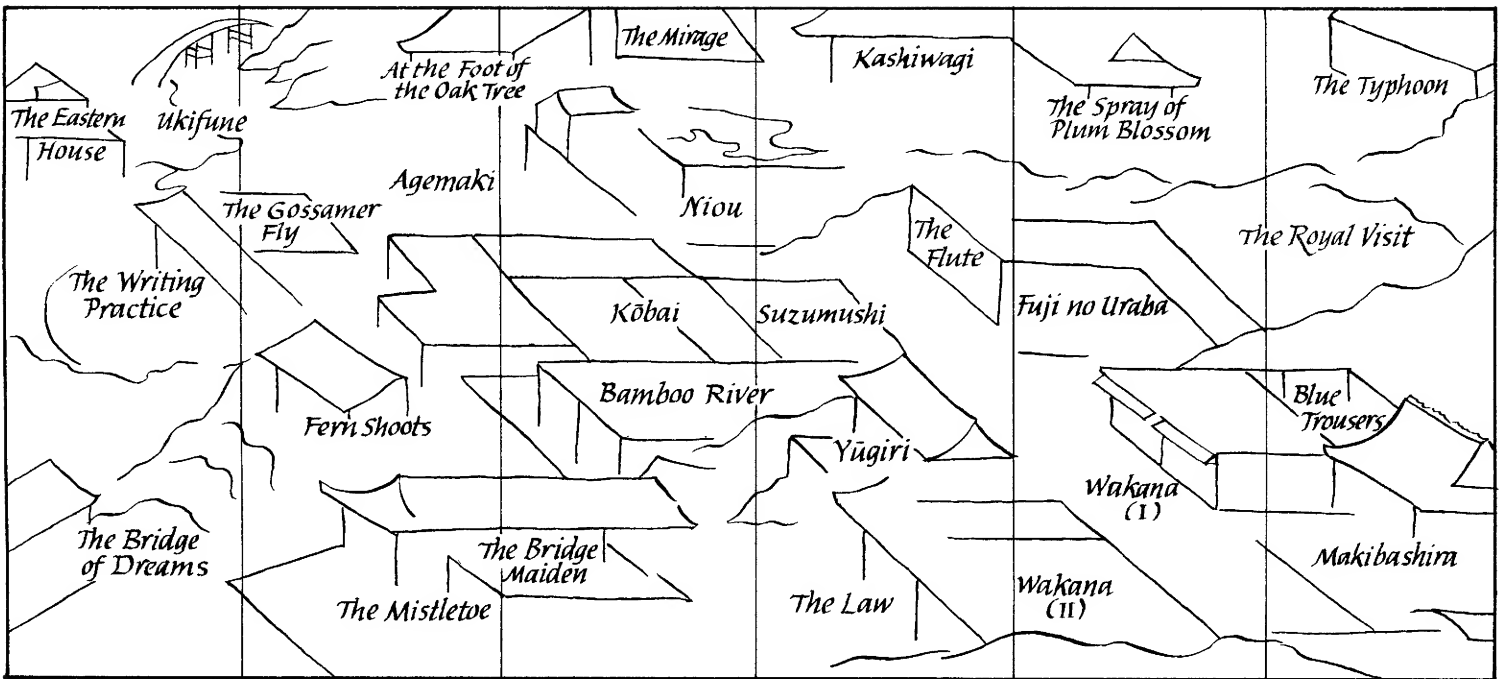 The Mirage
Kashiwagi
At the Foot of
the Oak Tree
The Typhoon
The Spray of
Plum Blossom
The Eastern
House
ukifune
Agemaki
Niou
The Gossamer
Fly
The
Flute
The Royal Visit
The Writing
Practice
Kōbai
Suzumushi
Fuji no Uraba
Bamboo River
Blue
Trousers
Fern Shoots
Yūgiri
Wakana
(I)
The Bridge
of Dreams
The Bridge
Maiden
Makibashira
The Mistletoe
The Law
Wakana
(II)